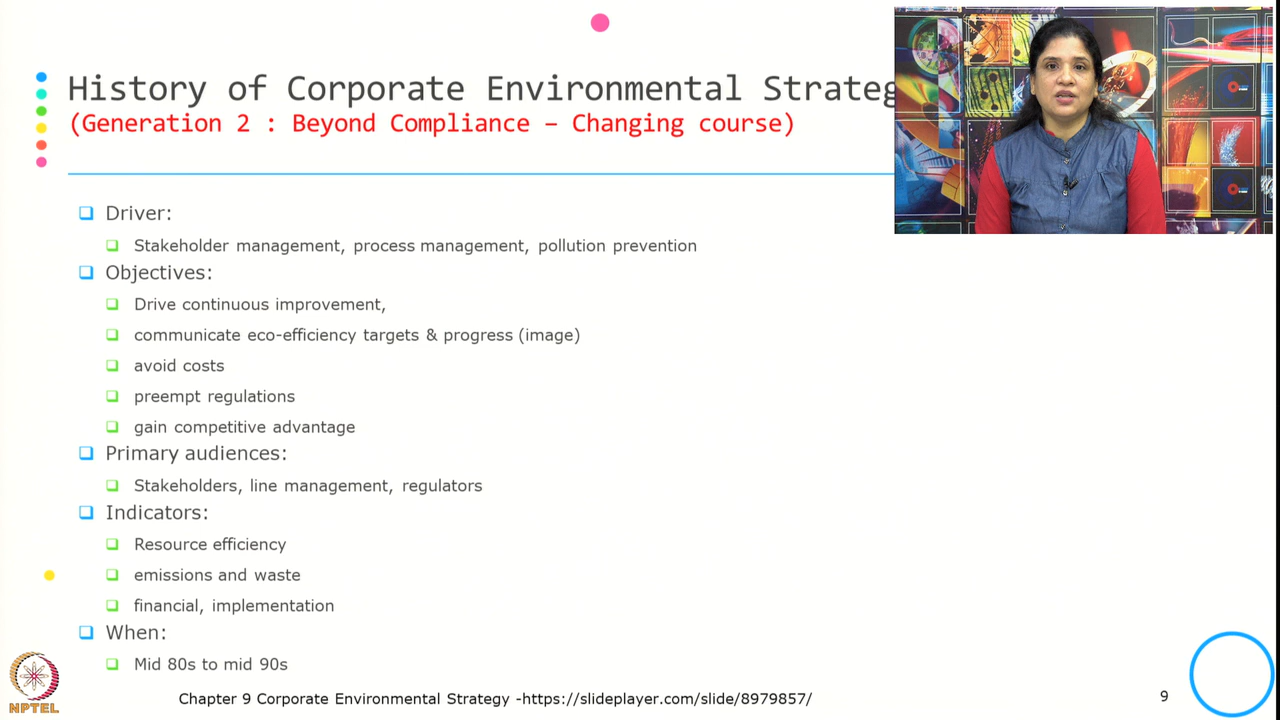 History of Corporate Environmental Strateg
(Generation 2 : Beyond Compliance – Changing course)
Driver:
Stakeholder management, process management, pollution prevention
Objectives:
Drive continuous improvement,
communicate eco-efficiency targets & progress (image)
avoid costs
preempt regulations
gain competitive advantage
Primary audiences:
Stakeholders, line management, regulators
Indicators:
Resource efficiency
emissions and waste
financial, implementation
When:
Mid 80s to mid 90s
NPTEL
Chapter 9 Corporate Environmental Strategy -https://slideplayer.com/slide/8979857/
9